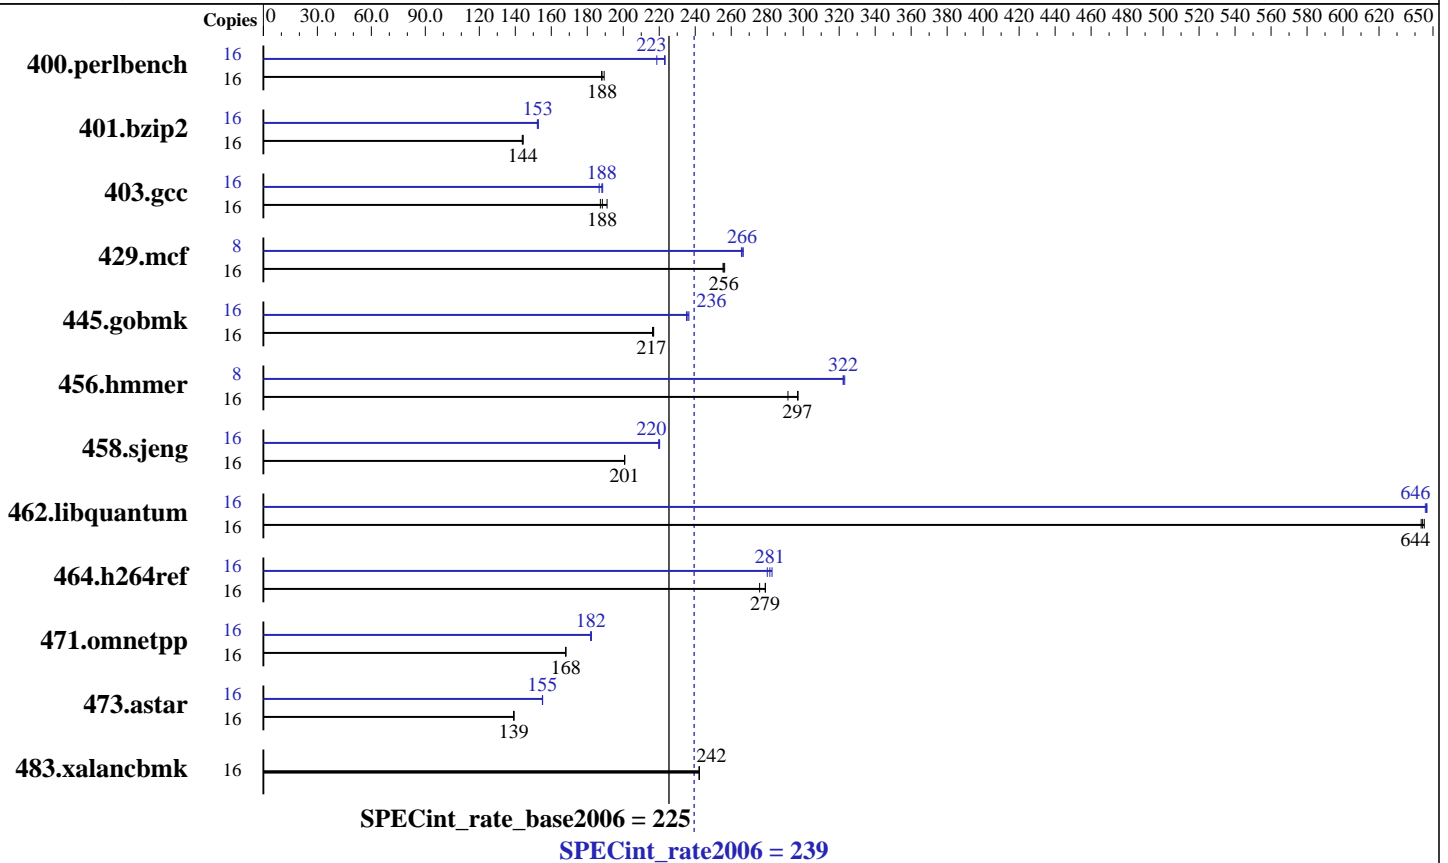 Copies 0 30.0 60.0 90.0 120 140 160 180 200 220 240 260 280 300 320 340 360 380 400 420 440 460 480 500 520 540 560 580 600 620 650
400.perlbench 16 223
16 188
401.bzip2 16 153
16 144
403.gcc 16 188
16 188
429.mcf 8 266
16 256
445.gobmk 16 236
16 217
456.hmmer 8 322
16 297
458.sjeng 16 220
16 201
462.libquantum 16 646
16 644
464.h264ref 16 281
16 279
471.omnetpp 16 182
16 168
473.astar 16 155
16 139
483.xalancbmk 16 242
SPECint_rate_base2006 = 225
SPECint_rate2006 = 239